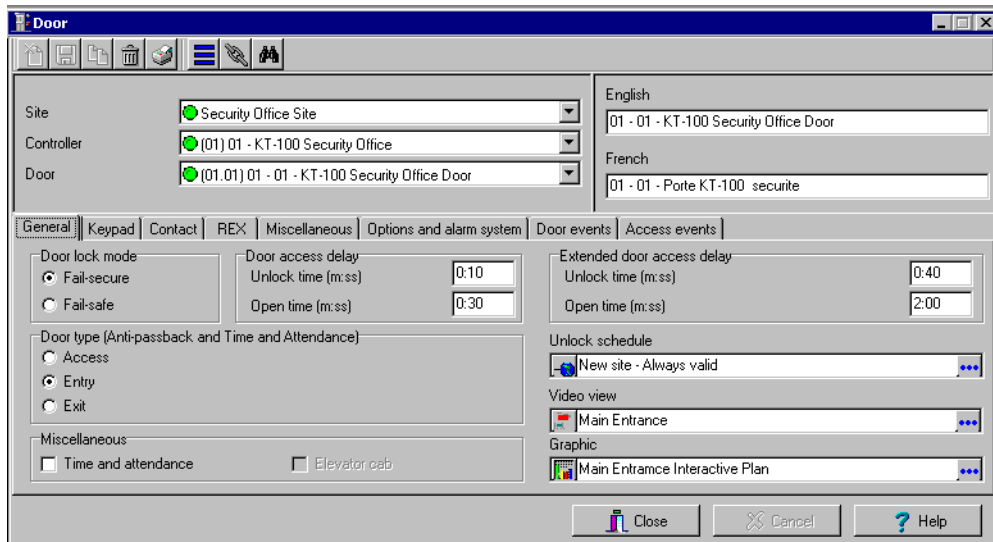 Door
Site
Security Office Site
Controller
(01) 01 - KT-100 Security Office
Door
(01.01) 01 - 01 - KT-100 Security Office Door
English
01 - 01 - KT-100 Security Office Door
French
01 - 01 - Porte KT-100  securite
General Keypad Contact REX Miscellaneous Options and alarm system Door events Access events
Door lock mode
Fail-secure
Fail-safe
Door access delay
Unlock time (m:ss) 0:10
Open time (m:ss) 0:30
Extended door access delay
Unlock time (m:ss) 0:40
Open time (m:ss) 2:00
Door type (Anti-passback and Time and Attendance)
Access
Entry
Exit
Unlock schedule
New site - Always valid
Video view
Main Entrance
Graphic
Main Entramce Interactive Plan
Miscellaneous
Time and attendance Elevator cab
Close Cancel Help